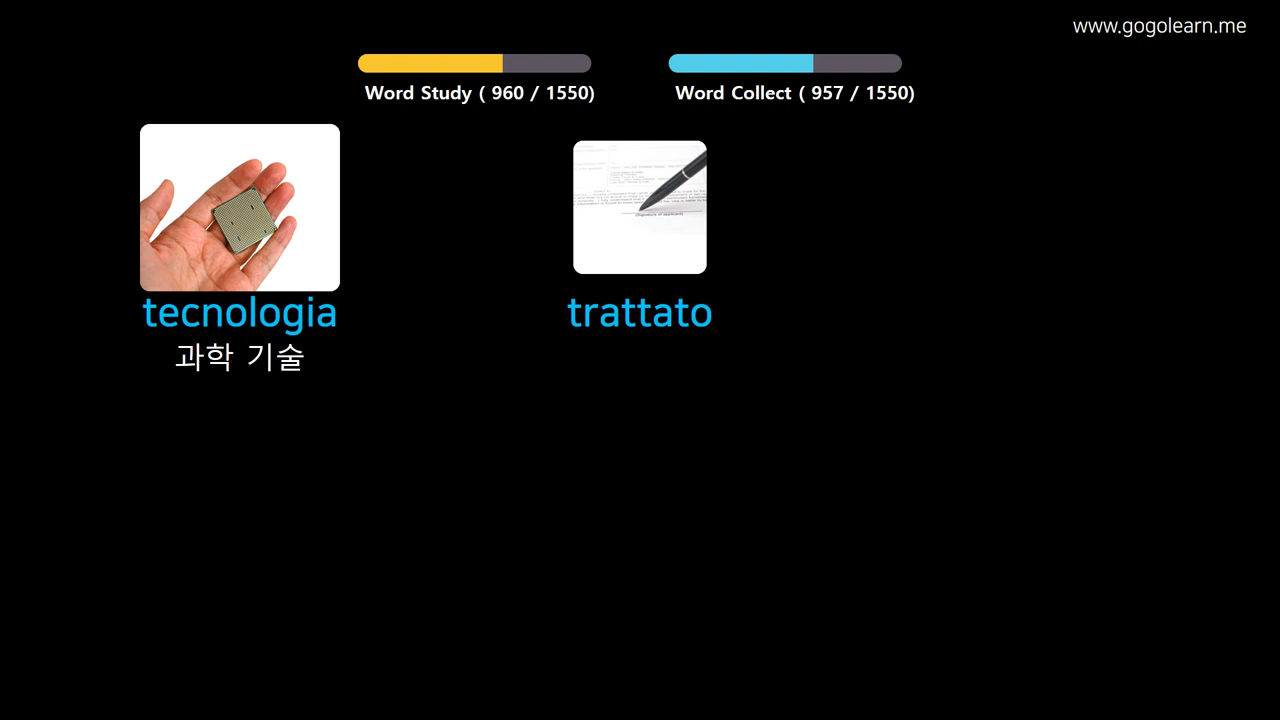 www.gogolearn.me
Word Study ( 960 / 1550)
Word Collect ( 957 / 1550)
tecnologia
과학 기술
trattato